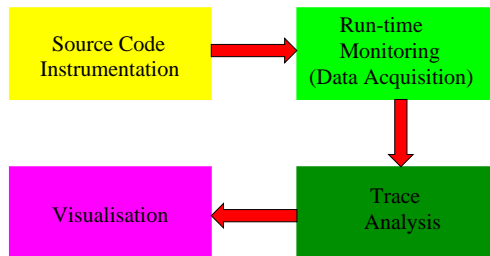 Source Code
Instrumentation
Run-time
Monitoring
(Data Acquisition)
Trace
Analysis
Visualisation